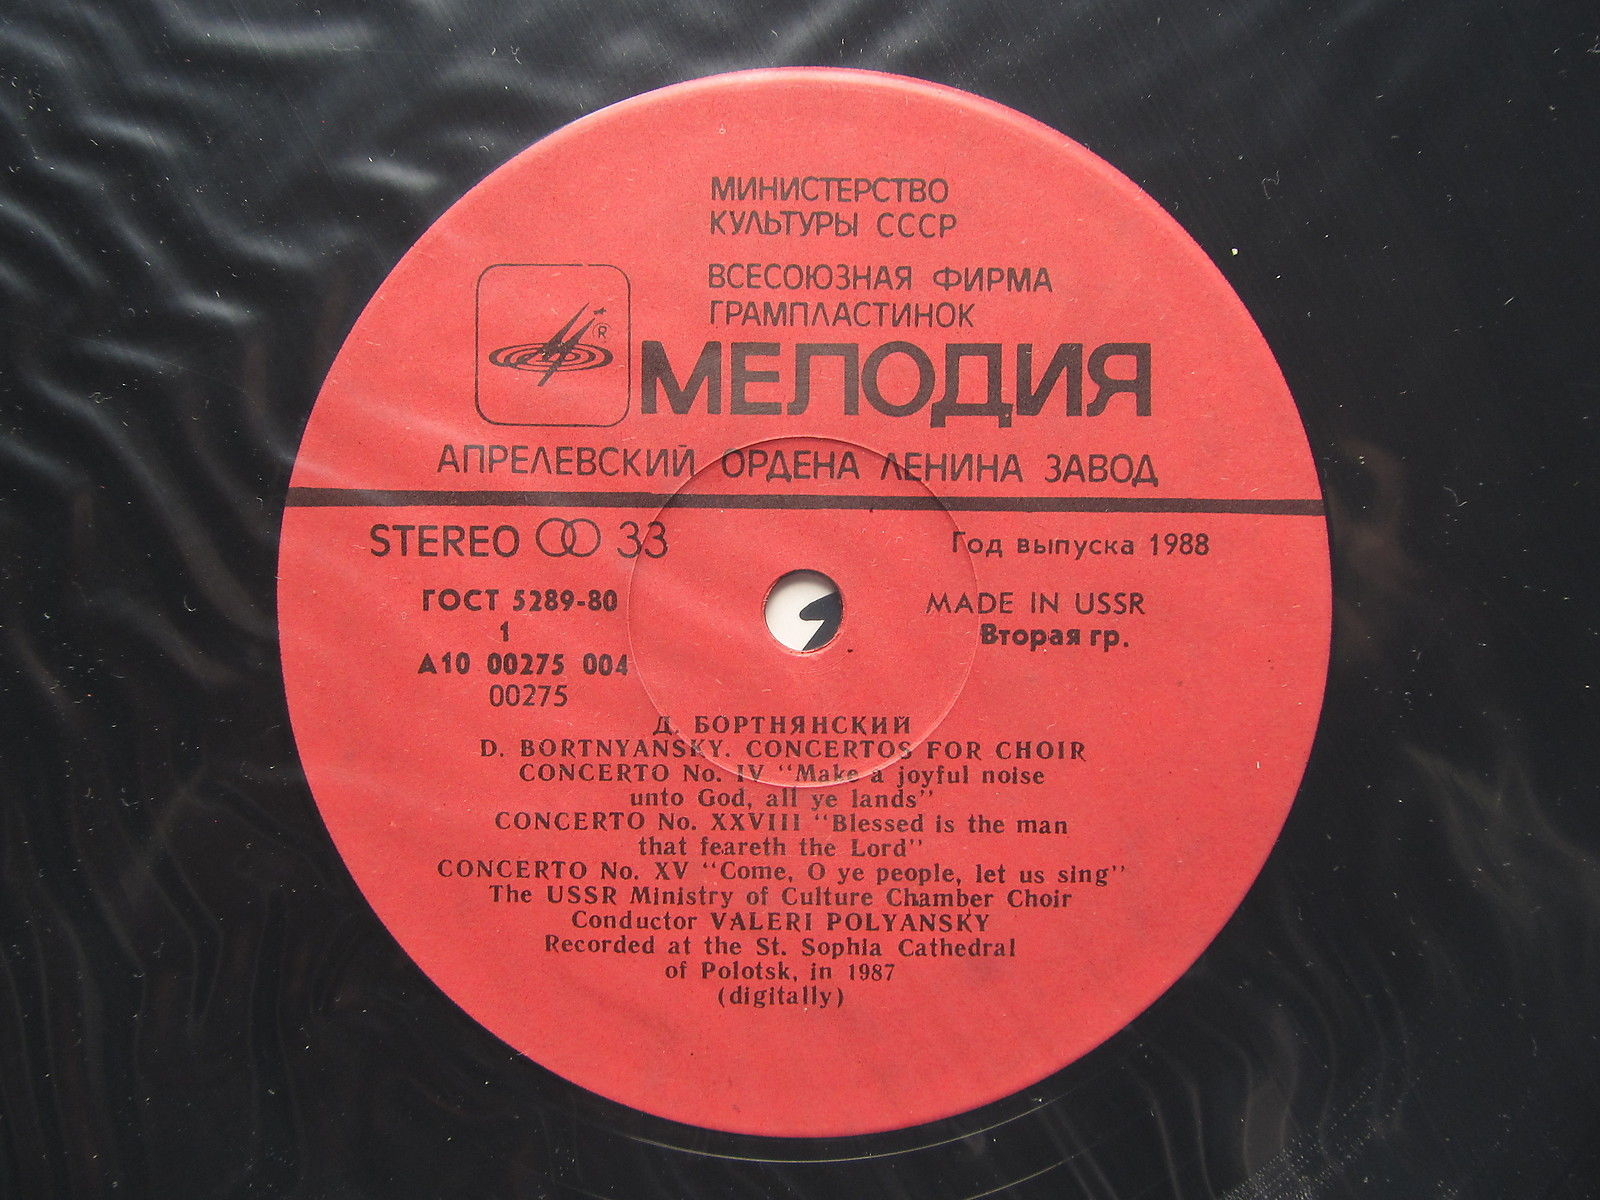 МИНИСТЕРСТВО
КУЛЬТУРЫ СССР
ВСЕСОЮЗНАЯ ФИРМА
ГРАМПЛАСТИНОК
®
МЕЛОДИЯ
АПРЕЛЕВСКИЙ ОРДЕНА ЛЕНИНА ЗАВОД
STEREO 33
Год выпуска 1988
ГОСТ 5289-80
MADE IN USSR
1
Вторая гр.
А10 00275 004
00275
Д. БОРТНЯНСКИЙ
D. BORTNYANSKY. CONCERTOS FOR CHOIR
CONCERTO No. IV "Make a joyful noise
unto God, all ye lands"
CONCERTO No. XXVIII "Blessed is the man
that feareth the Lord"
CONCERTO No. XV "Come, O ye people, let us sing"
The USSR Ministry of Culture Chamber Choir
Conductor VALERI POLYANSKY
Recorded at the St. Sophia Cathedral
of Polotsk, in 1987
(digitally)